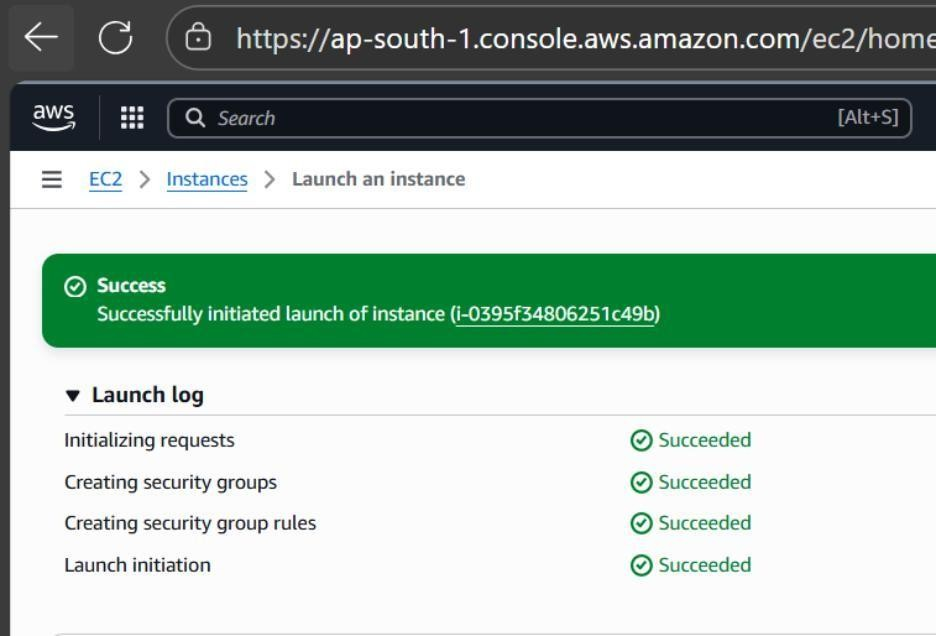 https://ap-south-1.console.aws.amazon.com/ec2/home
aws Search [Alt+S]
EC2 > Instances > Launch an instance
Success
Successfully initiated launch of instance (i-0395f34806251c49b)
Launch log
Initializing requests Succeeded
Creating security groups Succeeded
Creating security group rules Succeeded
Launch initiation Succeeded